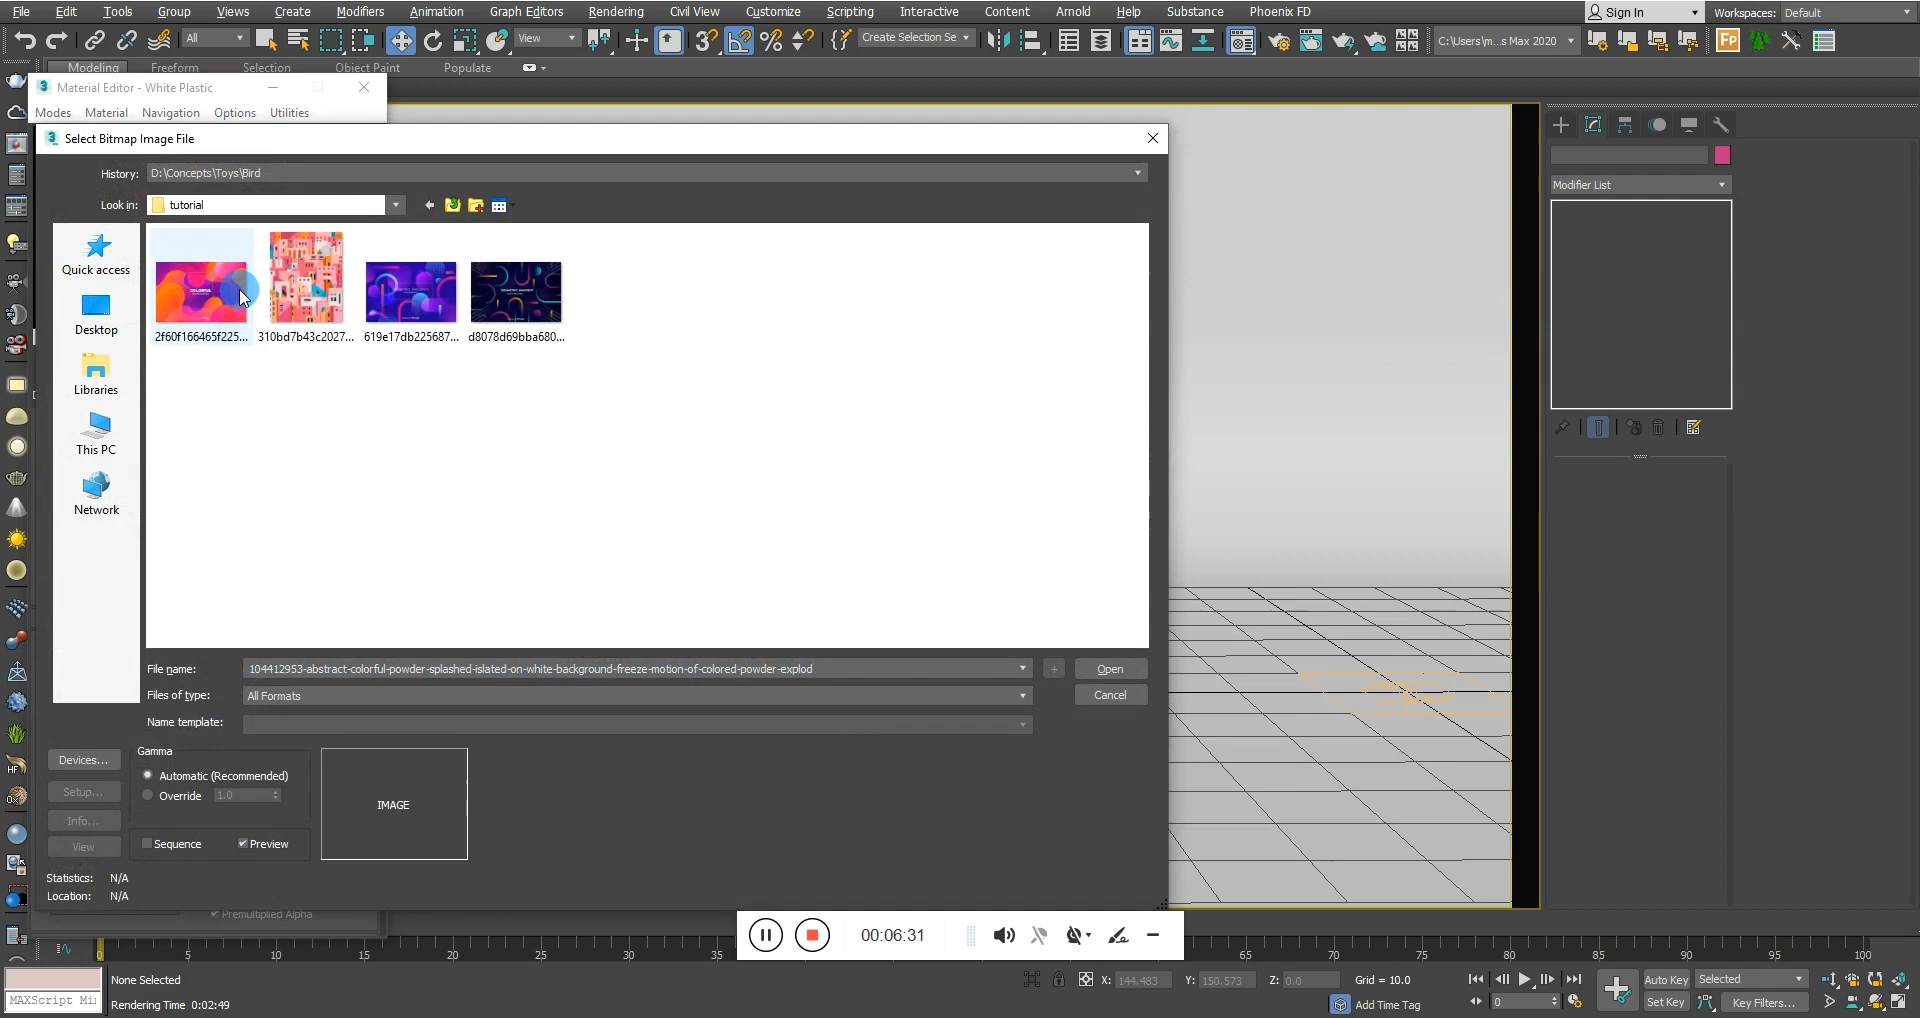 File Edit Tools Group Views Create Modifiers Animation Graph Editors Rendering Civil View Customize Scripting Interactive Content Arnold Help Substance Phoenix FD
Sign In Workspaces: Default
All View Create Selection Se C:\Users\m...s Max 2020 Fp
Modeling Freeform Selection Object Paint Populate
3 Material Editor - White Plastic
Modes Material Navigation Options Utilities
3 Select Bitmap Image File
History: D:\Concepts\Toys\Bird
Look in: tutorial
Modifier List
COLORFUL
Quick access
Desktop
2f60f166465f225... 310bd7b43c2027... 619e17db225687... d8078d69bba680...
Libraries
This PC
Network
File name: 104412953-abstract-colorful-powder-splashed-islated-on-white-background-freeze-motion-of-colored-powder-explod + Open
Files of type: All Formats Cancel
Name template:
Gamma
Devices...
Automatic (Recommended)
Setup... Override 1.0
IMAGE
Info...
View Sequence Preview
Statistics: N/A
Location: N/A
Premultiplied Alpha
00:06:31
0 5 10 15 20 25 30 35 65 70 75 80 85 90 95 100
None Selected X: 144.483 Y: 150.573 Z: 0.0 Grid = 10.0 Auto Key Selected
MAXScript Mi Rendering Time 0:02:49 Add Time Tag 0 Set Key Key Filters...